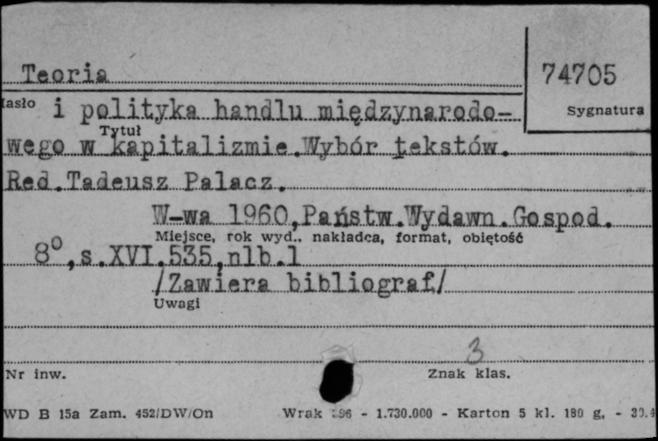 Teoria
74705
Hasło i polityka handlu międzynarodo-
Sygnatura
Tytuł
wego w kapitalizmie.Wybór tekstów.
Red.Tadeusz Palacz.
W-wa 1960,Państw.Wydawn.Gospod.
Miejsce, rok wyd., nakładca, format, objętość
8°,s.XVI.535,nlb.1
/Zawiera bibliograf/
Uwagi
3
Nr inw.
Znak klas.
WD B 15a Zam. 452/DW/On Wrak - 1.730.000 - Karton 5 kl. 180 g. -